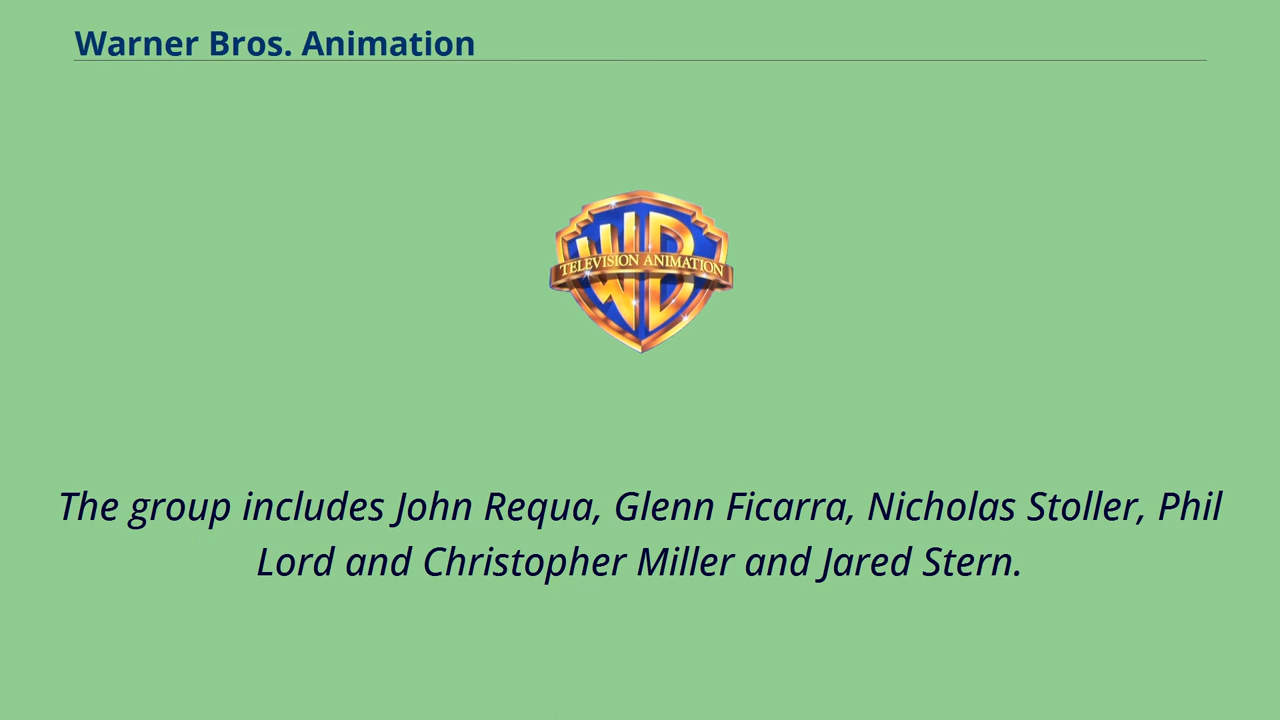 Warner Bros. Animation
WB
TELEVISION ANIMATION
The group includes John Requa, Glenn Ficarra, Nicholas Stoller, Phil
Lord and Christopher Miller and Jared Stern.